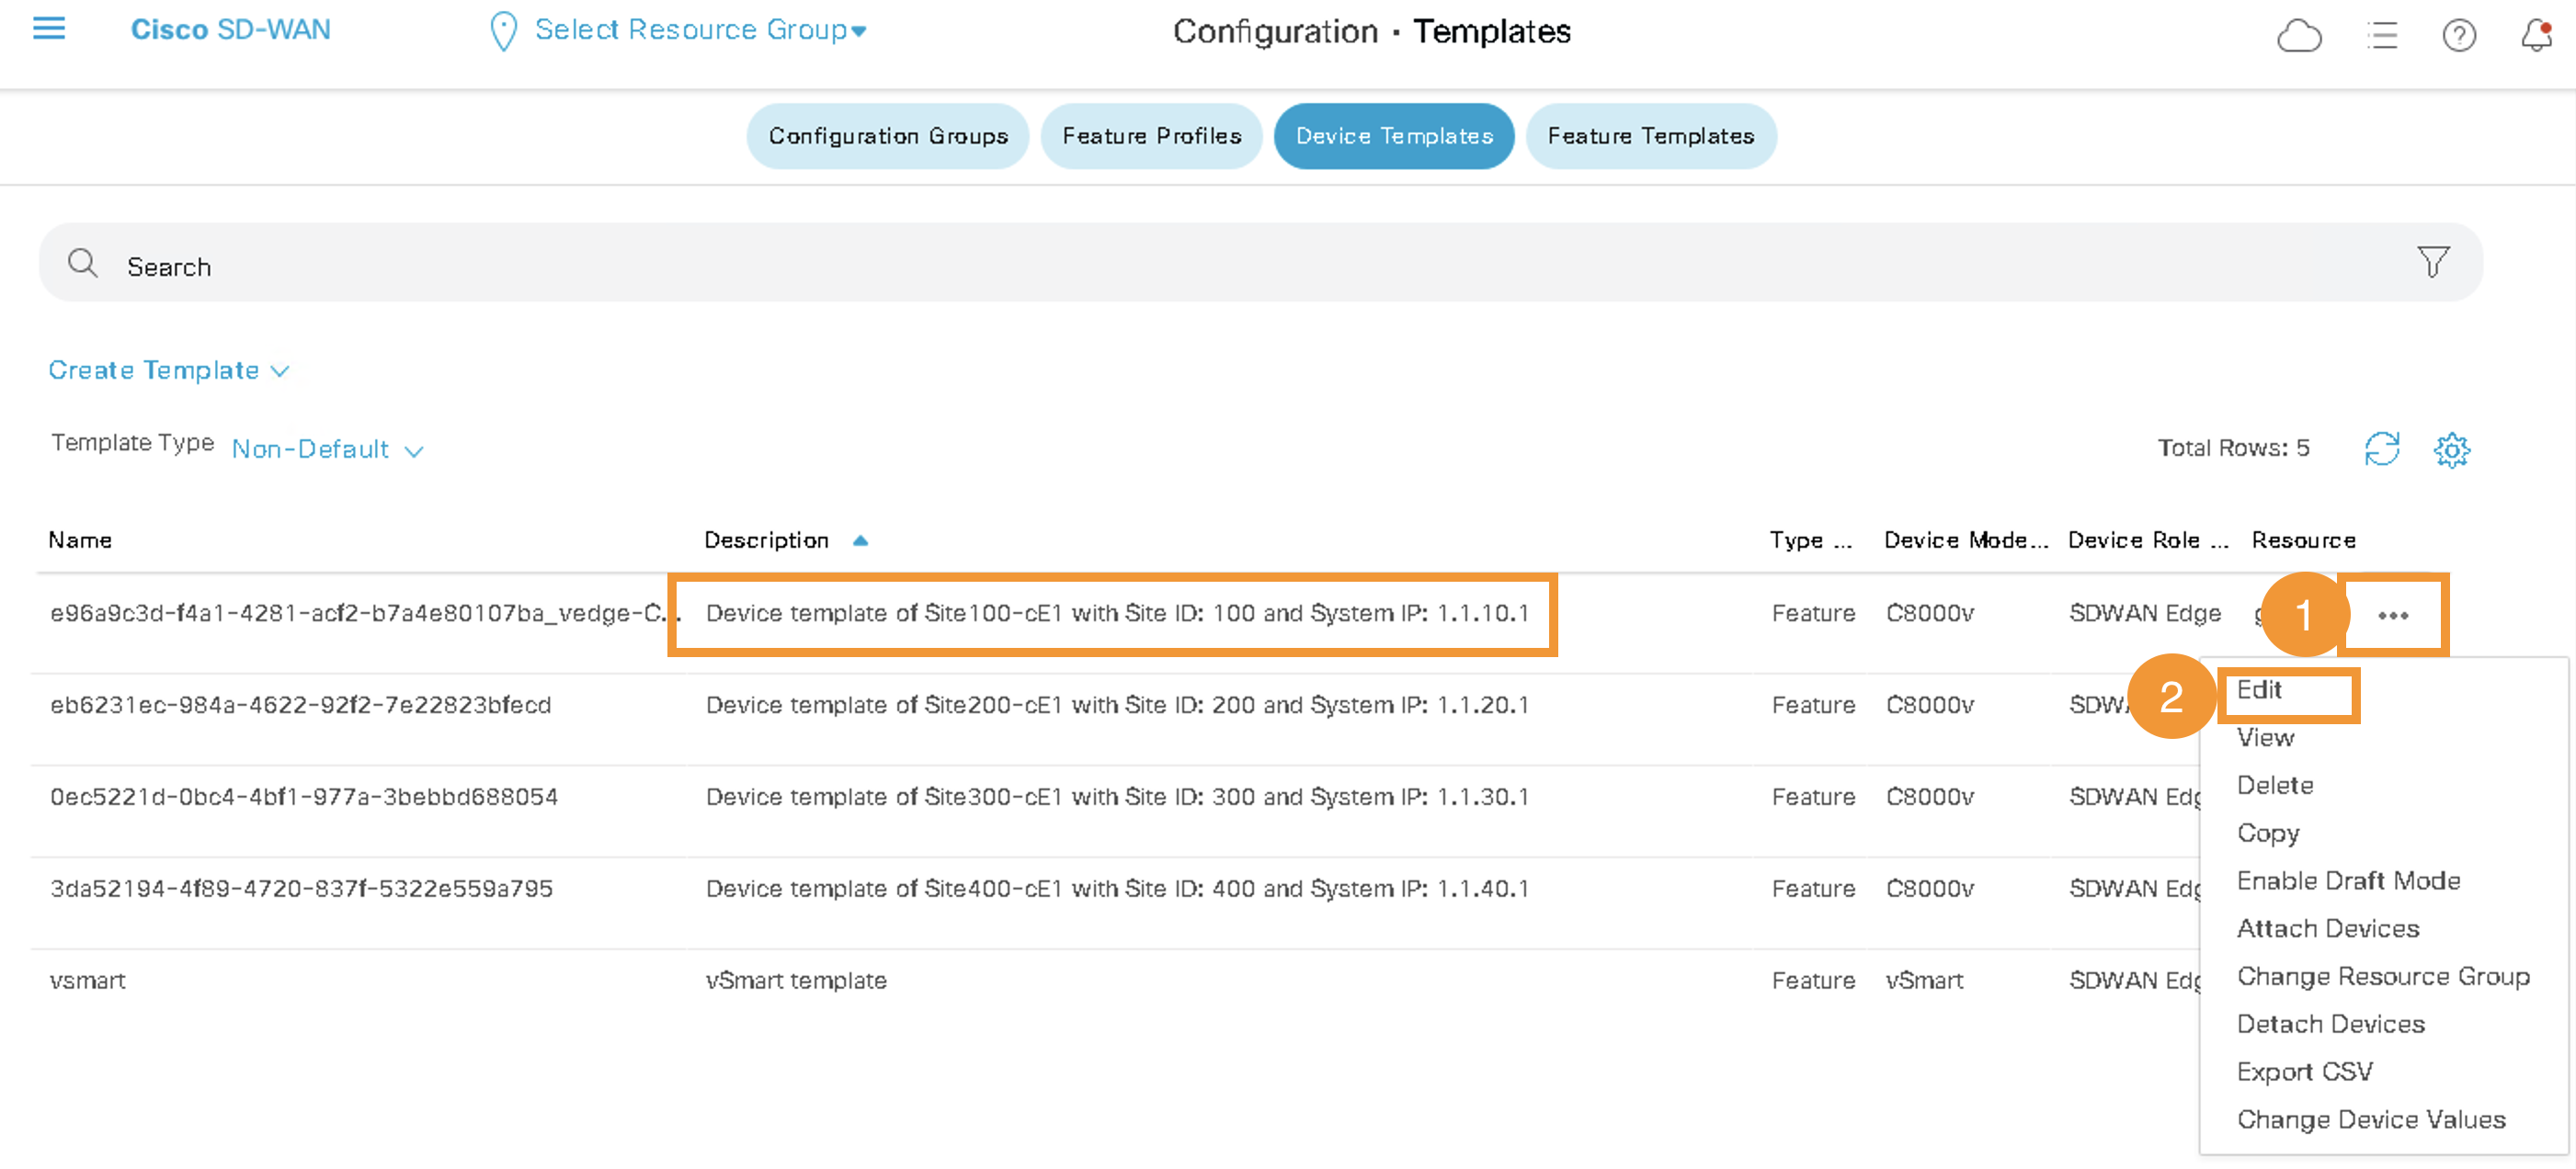 Cisco SD-WAN
Select Resource Group
Configuration · Templates
Configuration Groups
Feature Profiles
Device Templates
Feature Templates
Search
Create Template
Template Type Non-Default
Total Rows: 5
Name Description Type ... Device Mode... Device Role ... Resource
e96a9c3d-f4a1-4281-acf2-b7a4e80107ba_vedge-C... Device template of Site100-cE1 with Site ID: 100 and System IP: 1.1.10.1 Feature C8000v SDWAN Edge g 1 •••
eb6231ec-984a-4622-92f2-7e22823bfecd Device template of Site200-cE1 with Site ID: 200 and System IP: 1.1.20.1 Feature C8000v SDW 2
0ec5221d-0bc4-4bf1-977a-3bebbd688054 Device template of Site300-cE1 with Site ID: 300 and System IP: 1.1.30.1 Feature C8000v SDWAN Edg
3da52194-4f89-4720-837f-5322e559a795 Device template of Site400-cE1 with Site ID: 400 and System IP: 1.1.40.1 Feature C8000v SDWAN Edg
vsmart vSmart template Feature vSmart SDWAN Edg
Edit
View
Delete
Copy
Enable Draft Mode
Attach Devices
Change Resource Group
Detach Devices
Export CSV
Change Device Values